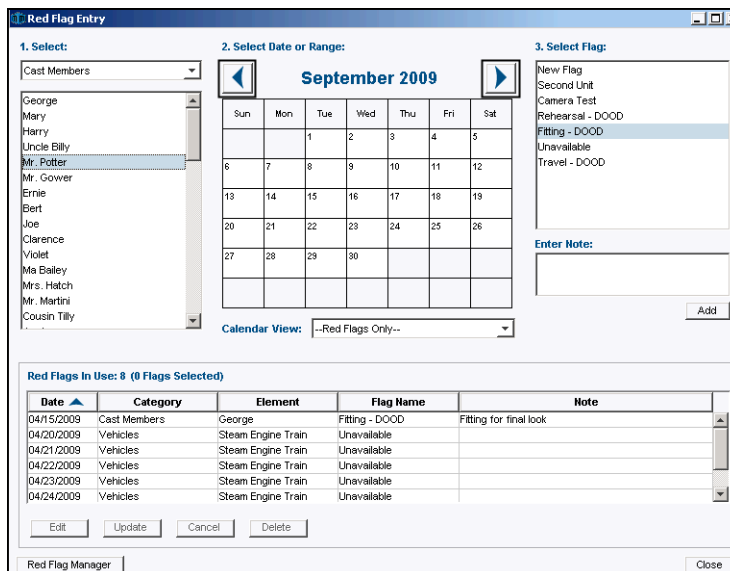 Red Flag Entry
1. Select:
Cast Members
George
Mary
Harry
Uncle Billy
Mr. Potter
Mr. Gower
Ernie
Bert
Joe
Clarence
Violet
Ma Bailey
Mrs. Hatch
Mr. Martini
Cousin Tilly
2. Select Date or Range:
September 2009
Sun Mon Tue Wed Thu Fri Sat
1 2 3 4 5
6 7 8 9 10 11 12
13 14 15 16 17 18 19
20 21 22 23 24 25 26
27 28 29 30
Calendar View: --Red Flags Only--
3. Select Flag:
New Flag
Second Unit
Camera Test
Rehearsal - DOOD
Fitting - DOOD
Unavailable
Travel - DOOD
Enter Note:
Add
Red Flags In Use: 8 (0 Flags Selected)
Date Category Element Flag Name Note
04/15/2009 Cast Members George Fitting - DOOD Fitting for final look
04/20/2009 Vehicles Steam Engine Train Unavailable
04/21/2009 Vehicles Steam Engine Train Unavailable
04/22/2009 Vehicles Steam Engine Train Unavailable
04/23/2009 Vehicles Steam Engine Train Unavailable
04/24/2009 Vehicles Steam Engine Train Unavailable
Edit Update Cancel Delete
Red Flag Manager Close